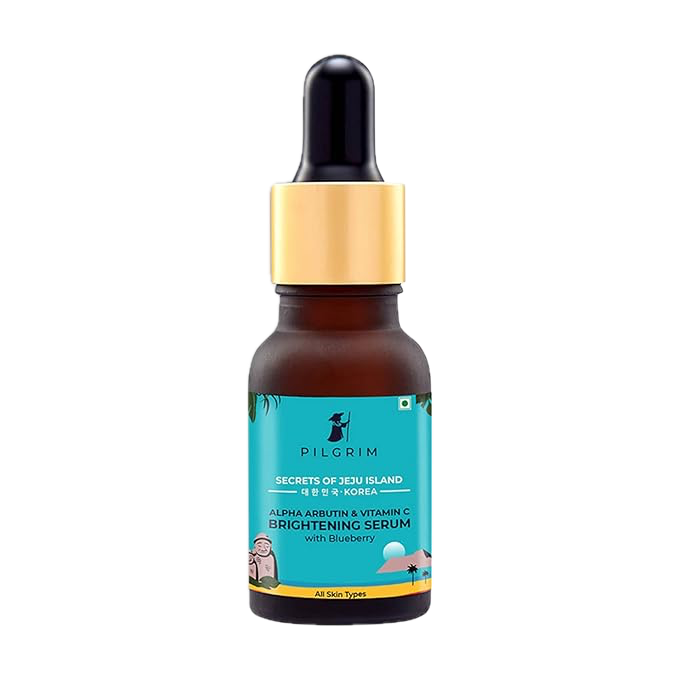 PILGRIM
SECRETS OF JEJU ISLAND
대한민국·KOREA
ALPHA ARBUTIN & VITAMIN C
BRIGHTENING SERUM
with Blueberry
All Skin Types